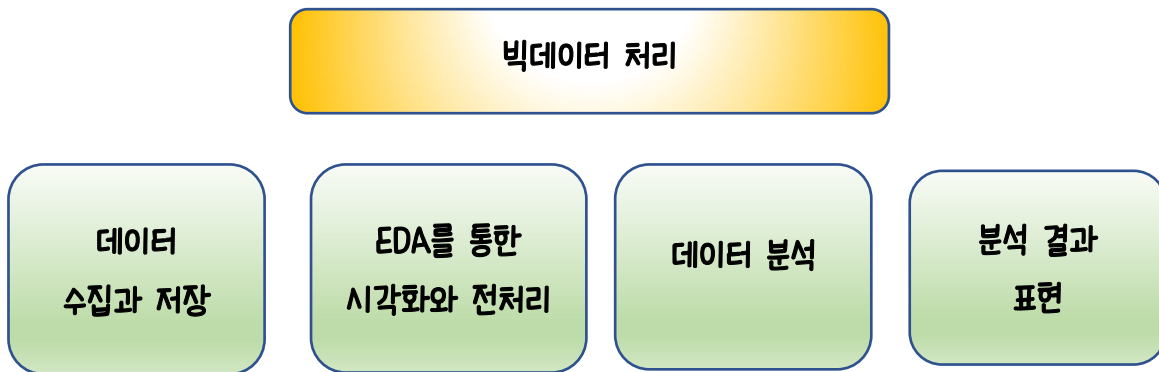 빅데이터 처리
데이터
수집과 저장
EDA를 통한
시각화와 전처리
데이터 분석
분석 결과
표현